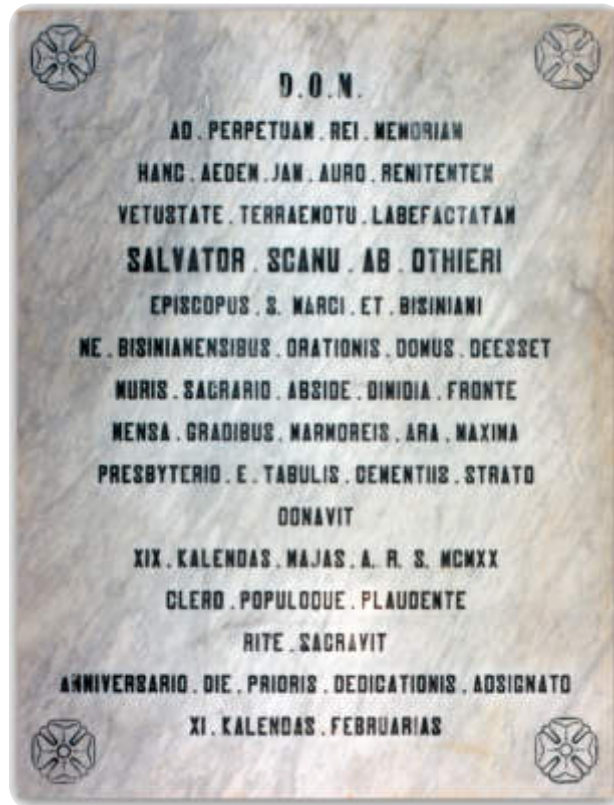 D.O.M.
AD. PERPETUAM. REI. MEMORIAM
HANC. AEDEM. JAM. AURO. RENITENTEM
VETUSTATE. TERRAEMOTU. LABEFACTATAM
SALVATOR. SCANU. AB. OTHIERI
EPISCOPUS. S. MARCI. ET. BISINIANI
NE. BISINIANENSIBUS. ORATIONIS. DOMUS. DEESSET
MURIS. SACRARIO. ABSIDE. DIMIDIA. FRONTE
MENSA. GRADIBUS. MARMOREIS. ARA. MAXIMA
PRESBYTERIO. E. TABULIS. CEMENTIIS. STRATO
DONAVIT
XIX. KALENDAS. MAJAS. A. R. S. MCMXX
CLERO. POPULOQUE. PLAUDENTE
RITE. SACRAVIT
ANNIVERSARIO. DIE. PRIORIS. DEDICATIONIS. ADSIGNATO
XI. KALENDAS. FEBRUARIAS